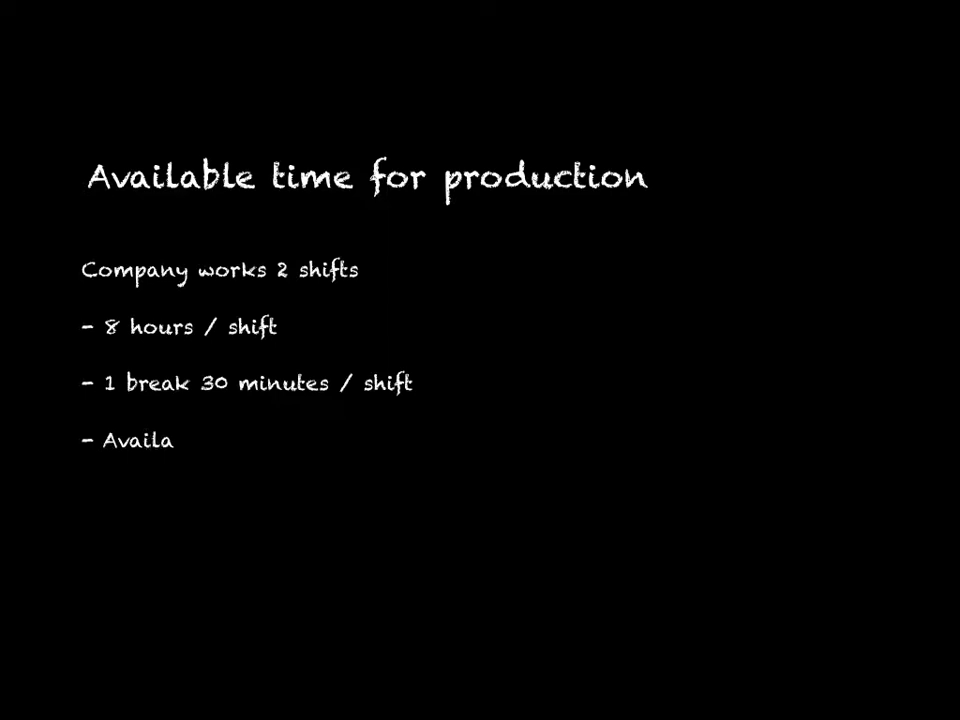 Available time for production
Company works 2 shifts
- 8 hours / shift
- 1 break 30 minutes / shift
- Availa